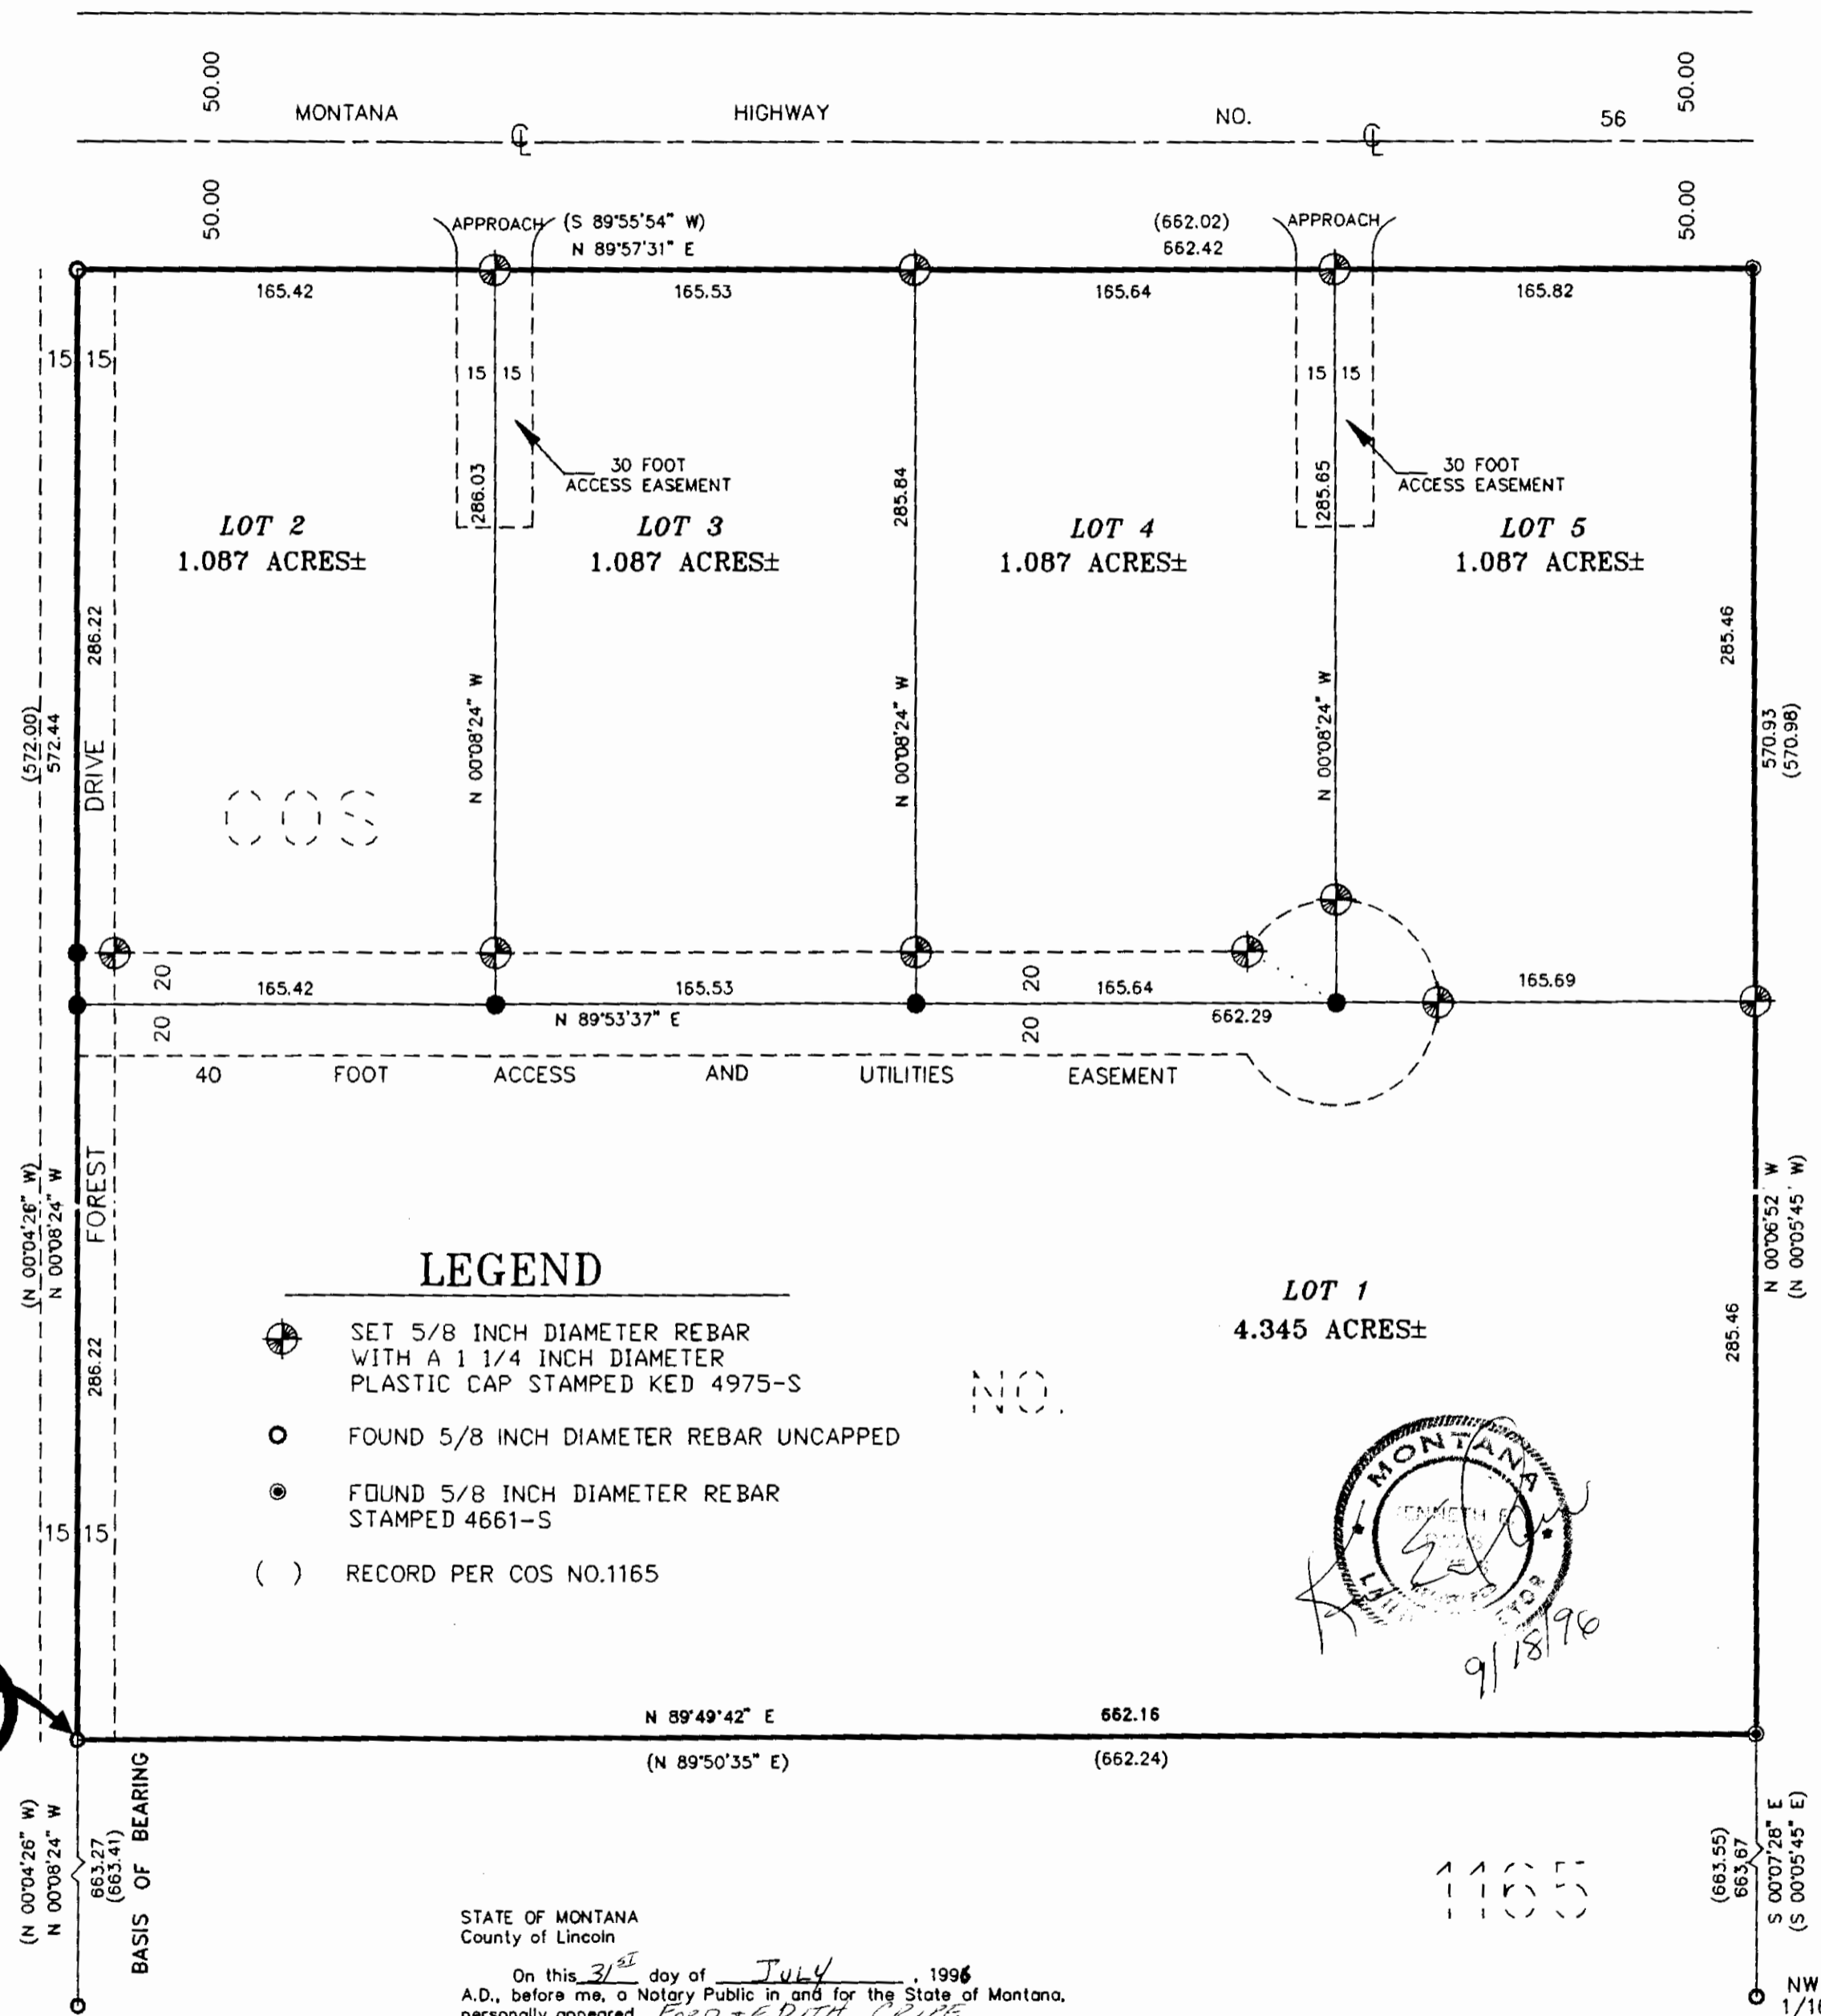 50.00
50.00
MONTANA HIGHWAY NO. 56
50.00
50.00
APPROACH
(S 89°55'54" W)
(662.02)
APPROACH
N 89°57'31" E
662.42
165.42
165.53
165.64
165.82
15 15
15 15
15 15
30 FOOT
ACCESS EASEMENT
30 FOOT
ACCESS EASEMENT
286.03
285.84
285.65
LOT 2
1.087 ACRES±
LOT 3
1.087 ACRES±
LOT 4
1.087 ACRES±
LOT 5
1.087 ACRES±
286.22
285.46
(572.00)
572.44
DRIVE
N 00°08'24" W
N 00°08'24" W
N 00°08'24" W
570.93
(570.98)
COS
20
20
165.42
165.53
165.64
165.69
N 89°53'37" E
662.29
20
20
40 FOOT ACCESS AND UTILITIES EASEMENT
(N 00°04'26" W)
N 00°08'24" W
FOREST
N 00°06'52" W
(N 00°05'45" W)
LEGEND
SET 5/8 INCH DIAMETER REBAR
WITH A 1 1/4 INCH DIAMETER
PLASTIC CAP STAMPED KED 4975-S
FOUND 5/8 INCH DIAMETER REBAR UNCAPPED
FOUND 5/8 INCH DIAMETER REBAR
STAMPED 4661-S
( ) RECORD PER COS NO.1165
LOT 1
4.345 ACRES±
286.22
285.46
NO.
15 15
MONTANA
KENNETH E.
DAVIS
LAND
9/18/96
N 89°49'42" E
662.16
(N 89°50'35" E)
(662.24)
(N 00°04'26" W)
N 00°08'24" W
663.27
(663.41)
BASIS OF BEARING
1165
(663.55)
663.67
S 00°07'28" E
(S 00°05'45" E)
STATE OF MONTANA
County of Lincoln
On this 31ST day of JULY, 1996
A.D., before me, a Notary Public in and for the State of Montana,
personally appeared FORD & EDITH CRIPE
NW
1/16